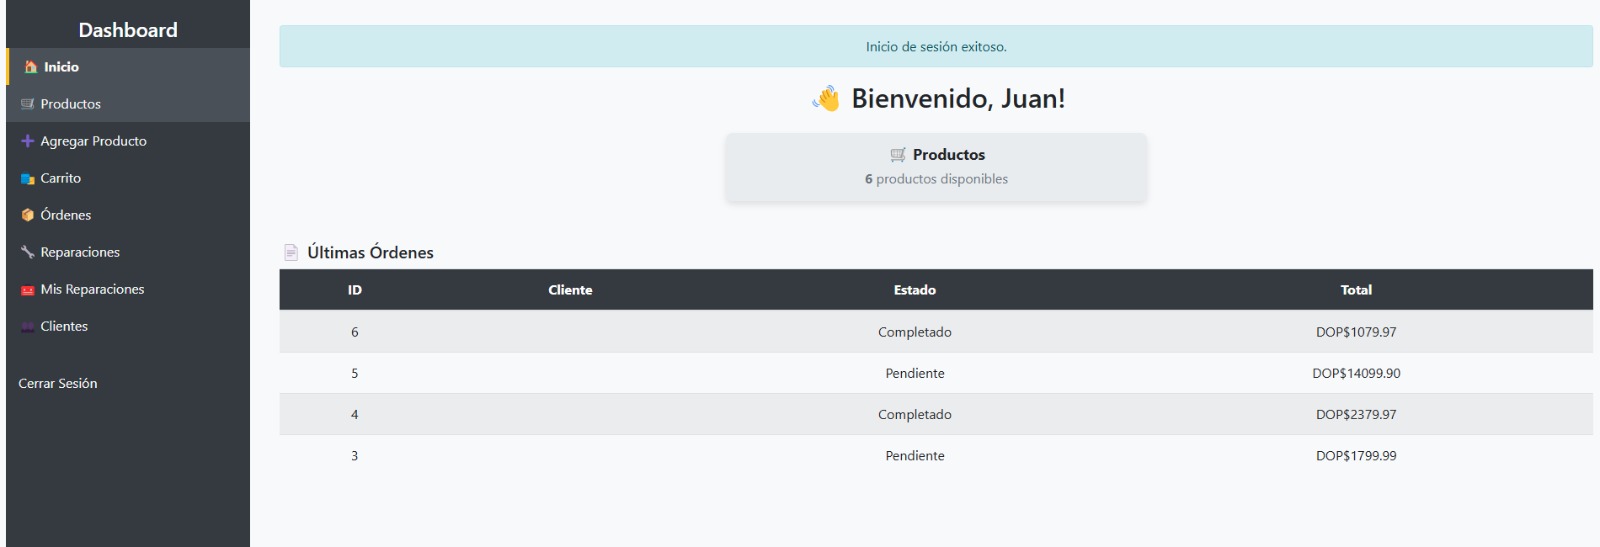 Dashboard
Inicio
Productos
Agregar Producto
Carrito
Órdenes
Reparaciones
Mis Reparaciones
Clientes
Cerrar Sesión
Inicio de sesión exitoso.
Bienvenido, Juan!
Productos
6 productos disponibles
Últimas Órdenes
ID Cliente Estado Total
6 Completado DOP$1079.97
5 Pendiente DOP$14099.90
4 Completado DOP$2379.97
3 Pendiente DOP$1799.99